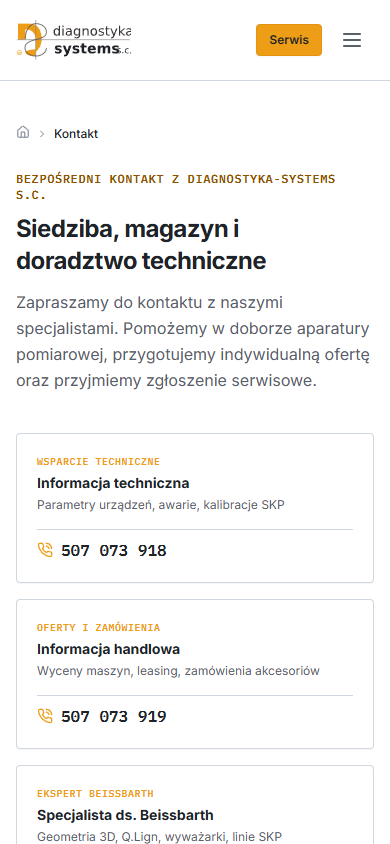 diagnostyka
systems s.c.
Serwis
Kontakt
BEZPOŚREDNI KONTAKT Z DIAGNOSTYKA-SYSTEMS
S.C.
Siedziba, magazyn i
doradztwo techniczne
Zapraszamy do kontaktu z naszymi
specjalistami. Pomożemy w doborze aparatury
pomiarowej, przygotujemy indywidualną ofertę
oraz przyjmiemy zgłoszenie serwisowe.
WSPARCIE TECHNICZNE
Informacja techniczna
Parametry urządzeń, awarie, kalibracje SKP
507 073 918
OFERTY I ZAMÓWIENIA
Informacja handlowa
Wyceny maszyn, leasing, zamówienia akcesoriów
507 073 919
EKSPERT BEISSBARTH
Specjalista ds. Beissbarth
Geometria 3D, Q.Lign, wyważarki, linie SKP